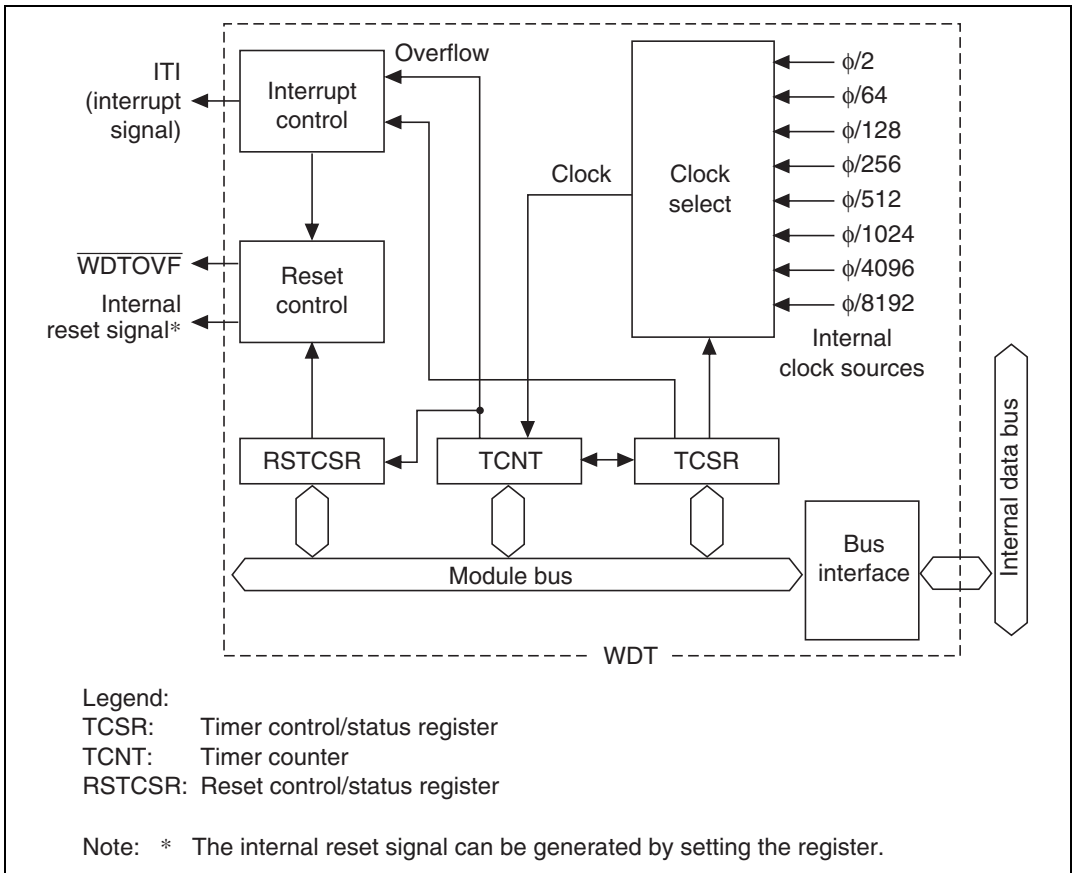 Overflow
ITI
(interrupt
signal)
Interrupt
control
WDTOVF
Internal
reset signal*
Reset
control
Clock
Clock
select
ϕ/2
ϕ/64
ϕ/128
ϕ/256
ϕ/512
ϕ/1024
ϕ/4096
ϕ/8192
Internal
clock sources
RSTCSR
TCNT
TCSR
Module bus
Bus
interface
Internal data bus
WDT
Legend:
TCSR: Timer control/status register
TCNT: Timer counter
RSTCSR: Reset control/status register
Note: * The internal reset signal can be generated by setting the register.